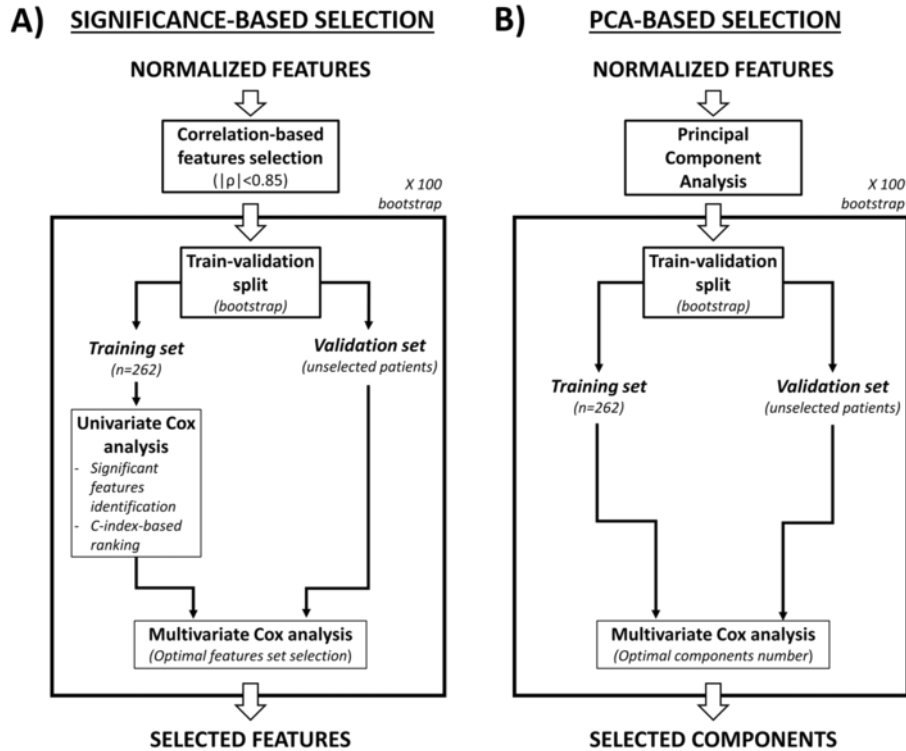 A) SIGNIFICANCE-BASED SELECTION
NORMALIZED FEATURES
Correlation-based
features selection
(|ρ|<0.85)
X 100
bootstrap
Train-validation
split
(bootstrap)
Training set
(n=262)
Validation set
(unselected patients)
Univariate Cox
analysis
- Significant
features
identification
- C-index-based
ranking
Multivariate Cox analysis
(Optimal features set selection)
SELECTED FEATURES
B) PCA-BASED SELECTION
NORMALIZED FEATURES
Principal
Component
Analysis
X 100
bootstrap
Train-validation
split
(bootstrap)
Training set
(n=262)
Validation set
(unselected patients)
Multivariate Cox analysis
(Optimal components number)
SELECTED COMPONENTS